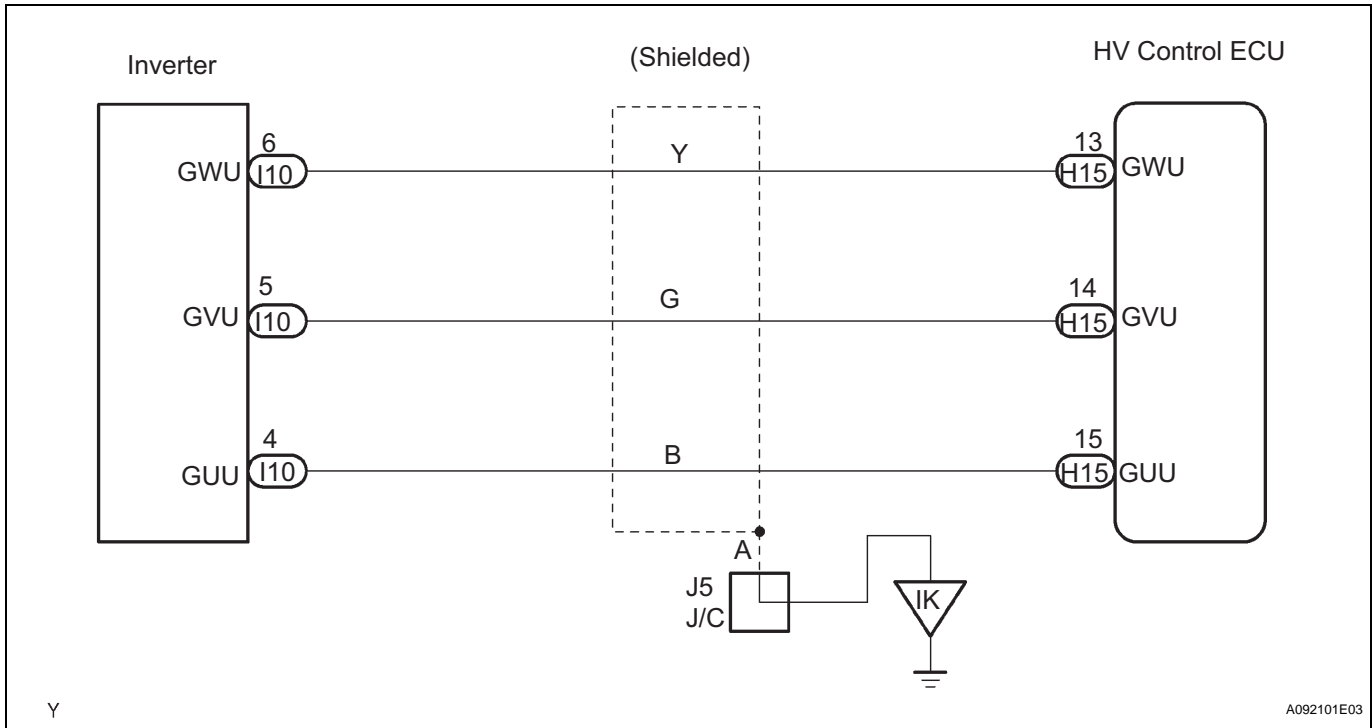 Inverter
(Shielded)
HV Control ECU
GWU
6
I10
Y
13
H15
GWU
GVU
5
I10
G
14
H15
GVU
GUU
4
I10
B
15
H15
GUU
A
J5
J/C
IK
Y
A092101E03